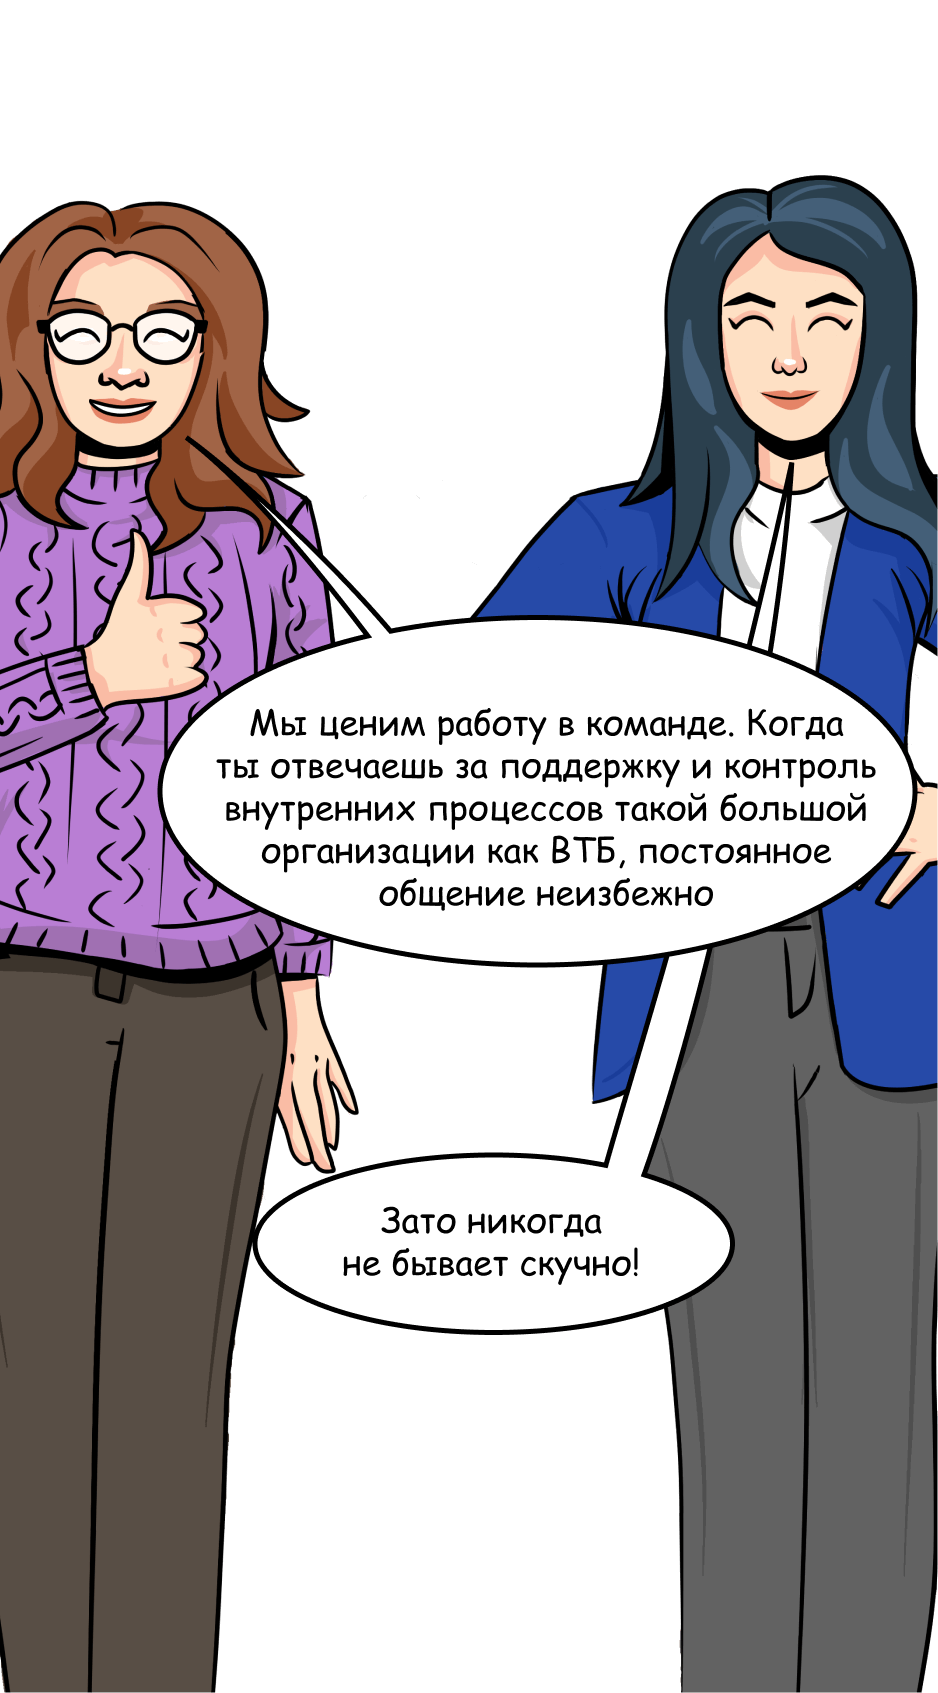 Мы ценим работу в команде. Когда
ты отвечаешь за поддержку и контроль
внутренних процессов такой большой
организации как ВТБ, постоянное
общение неизбежно
Зато никогда
не бывает скучно!